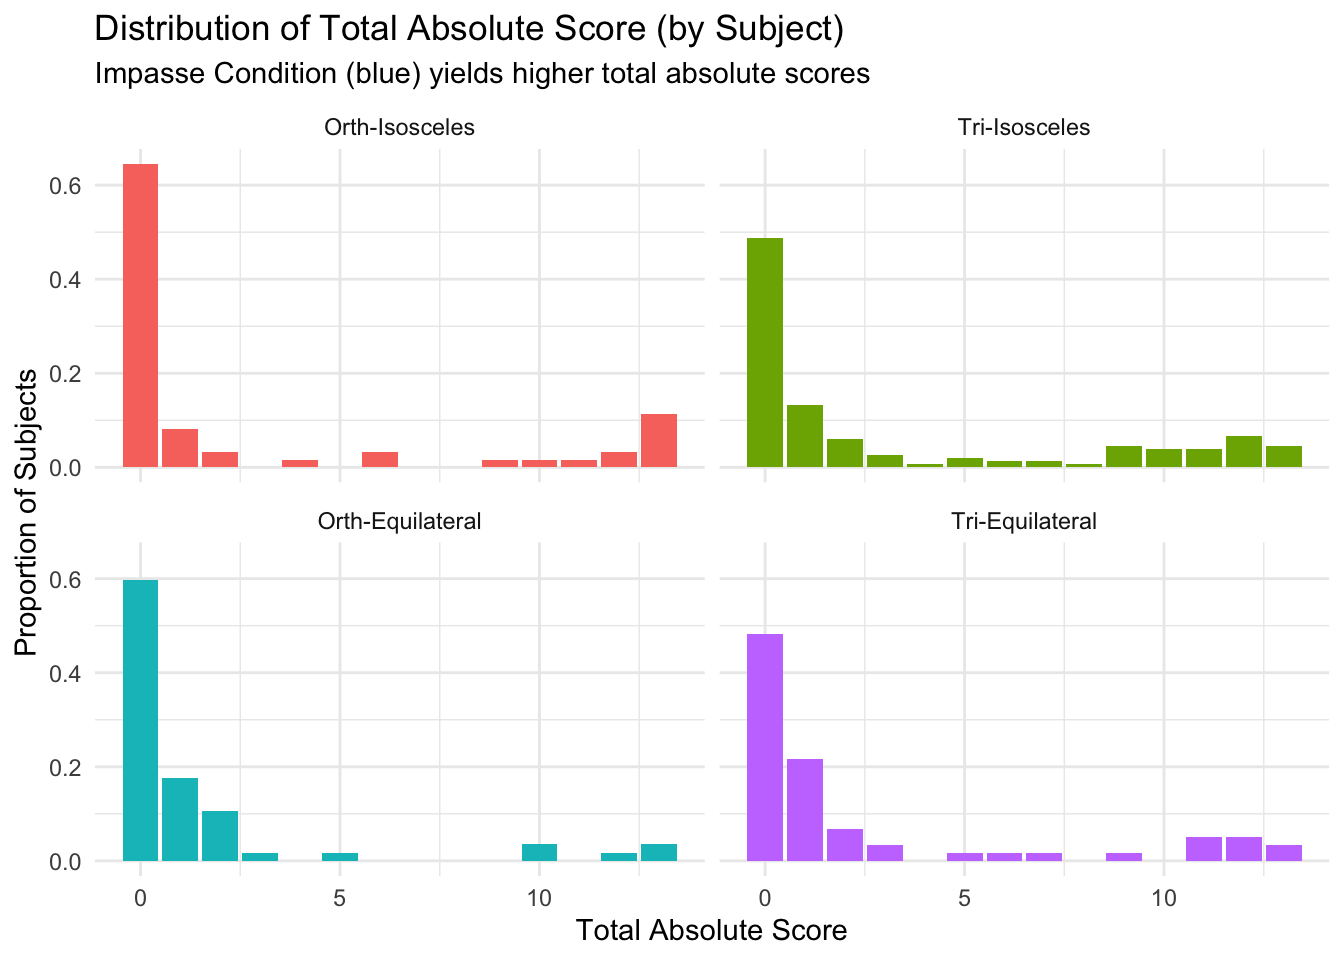 Distribution of Total Absolute Score (by Subject)
Impasse Condition (blue) yields higher total absolute scores
Orth-Isosceles
Tri-Isosceles
0.6
0.4
0.2
0.0
Orth-Equilateral
Tri-Equilateral
0.6
0.4
0.2
0.0
Proportion of Subjects
0 5 10 0 5 10
Total Absolute Score